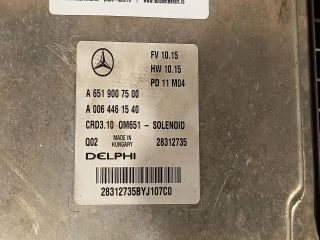 FV 10.15
HW 10.15
PD 11 M04
A 651 900 75 00
A 006 446 15 40
CRD3.10 OM651 - SOLENOID
Q02 MADE IN HUNGARY 28312735
DELPHI
28312735BYJ107C0